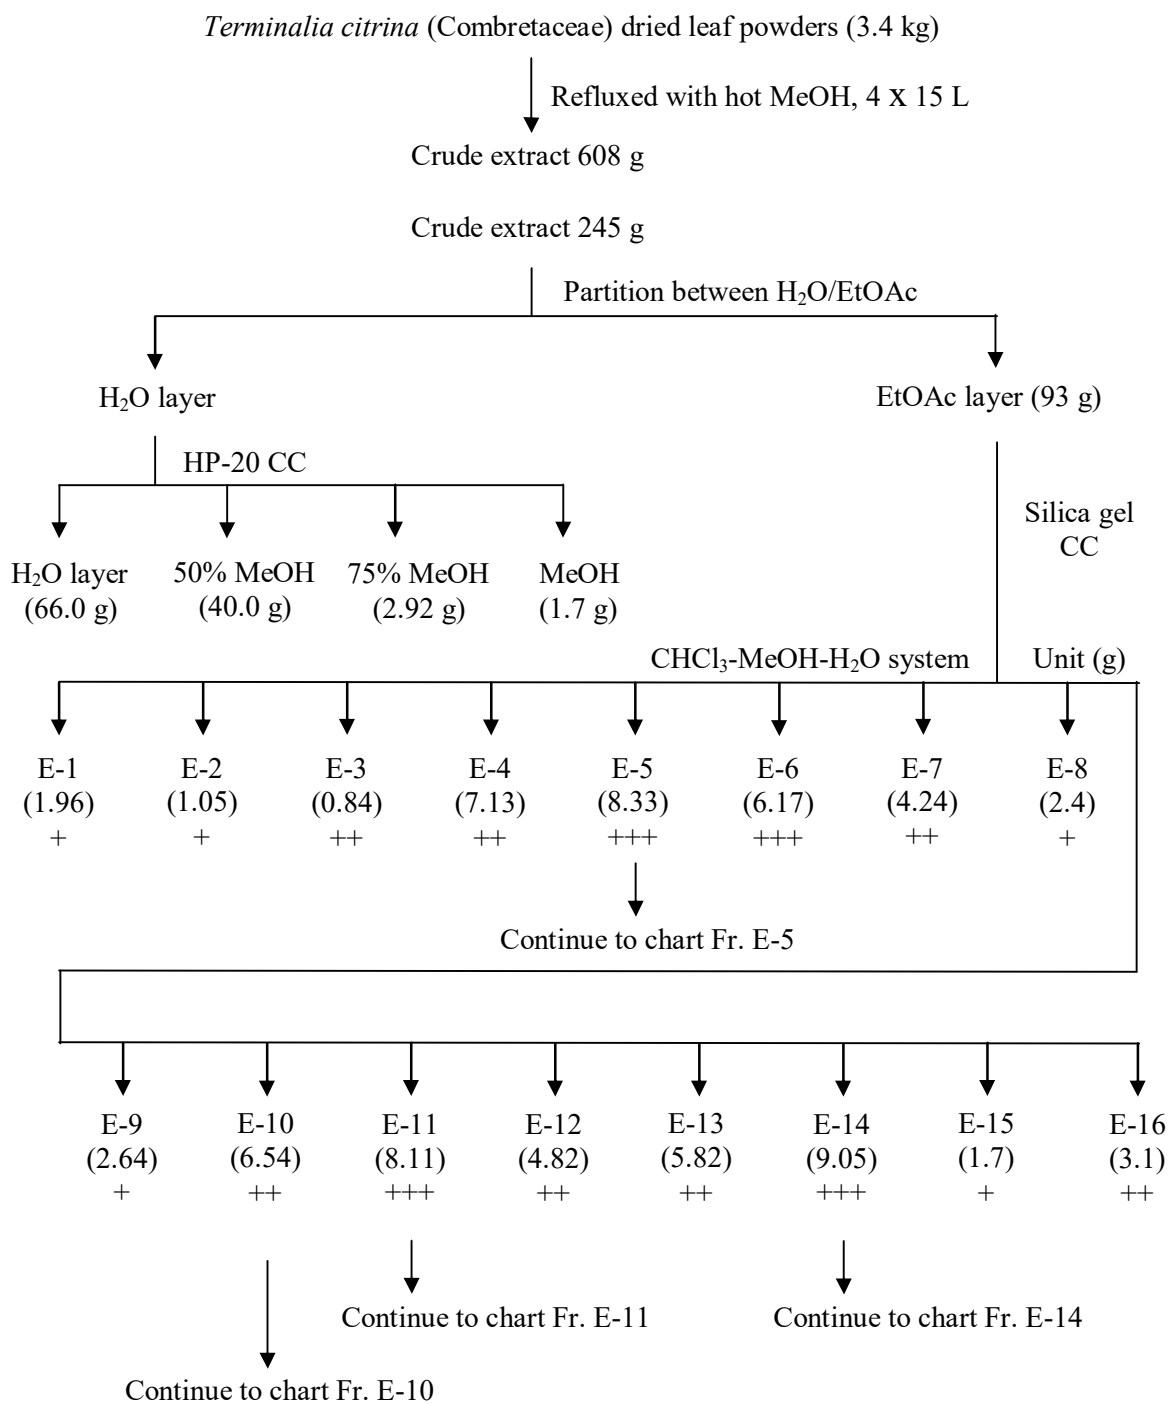 Terminalia citrina (Combretaceae) dried leaf powders (3.4 kg)
Refluxed with hot MeOH, 4 x 15 L
Crude extract 608 g
Crude extract 245 g
Partition between H₂O/EtOAc
H₂O layer
EtOAc layer (93 g)
HP-20 CC
Silica gel
CC
H₂O layer 50% MeOH 75% MeOH MeOH
(66.0 g) (40.0 g) (2.92 g) (1.7 g)
CHCl₃-MeOH-H₂O system Unit (g)
E-1 E-2 E-3 E-4 E-5 E-6 E-7 E-8
(1.96) (1.05) (0.84) (7.13) (8.33) (6.17) (4.24) (2.4)
+ + ++ ++ +++ +++ ++ +
Continue to chart Fr. E-5
E-9 E-10 E-11 E-12 E-13 E-14 E-15 E-16
(2.64) (6.54) (8.11) (4.82) (5.82) (9.05) (1.7) (3.1)
+ ++ +++ ++ ++ +++ + ++
Continue to chart Fr. E-11 Continue to chart Fr. E-14
Continue to chart Fr. E-10